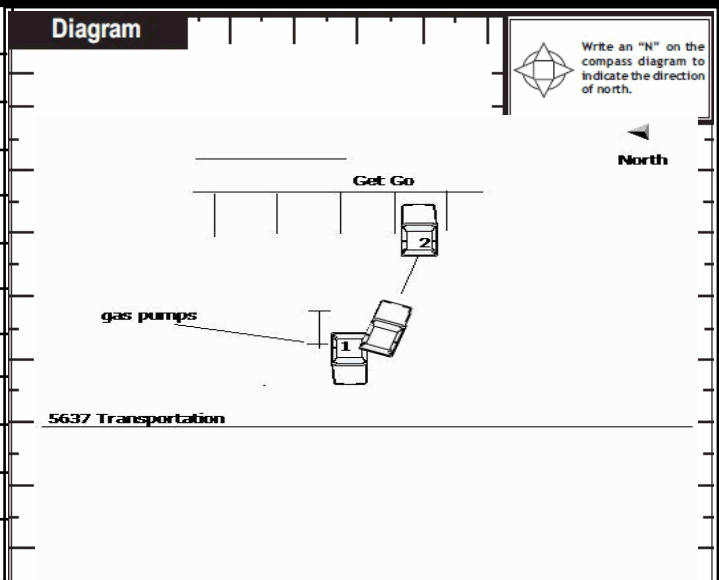 Diagram
Write an “N” on the
compass diagram to
indicate the direction
of north.
North
Get Go
2
gas pumps
1
5637 Transportation